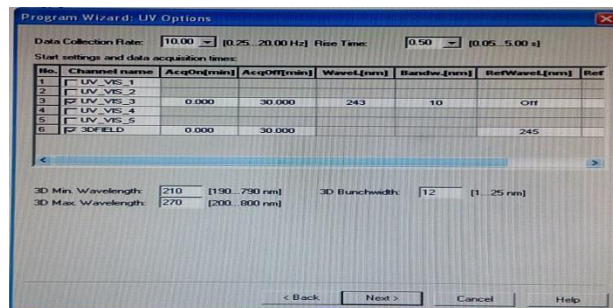 Program Wizard: UV Options
Data Collection Rate: 10.00 [0.25...20.00 Hz] Rise Time: 0.50 [0.05...5.00 s]
Start settings and data acquisition times:
No. Channel name AcqOn[min] AcqOff[min] Wavel.[nm] Bandw.[nm] RefWavel.[nm] Ref
1 UV_VIS_1
2 UV_VIS_2
3 UV_VIS_3 0.000 30.000 243 10 Off
4 UV_VIS_4
5 UV_VIS_5
6 3DFIELD 0.000 30.000 245
3D Min. Wavelength: 210 [190...790 nm] 3D Bunchwidth: 12 [1...25 nm]
3D Max. Wavelength: 270 [200...800 nm]
< Back Next > Cancel Help